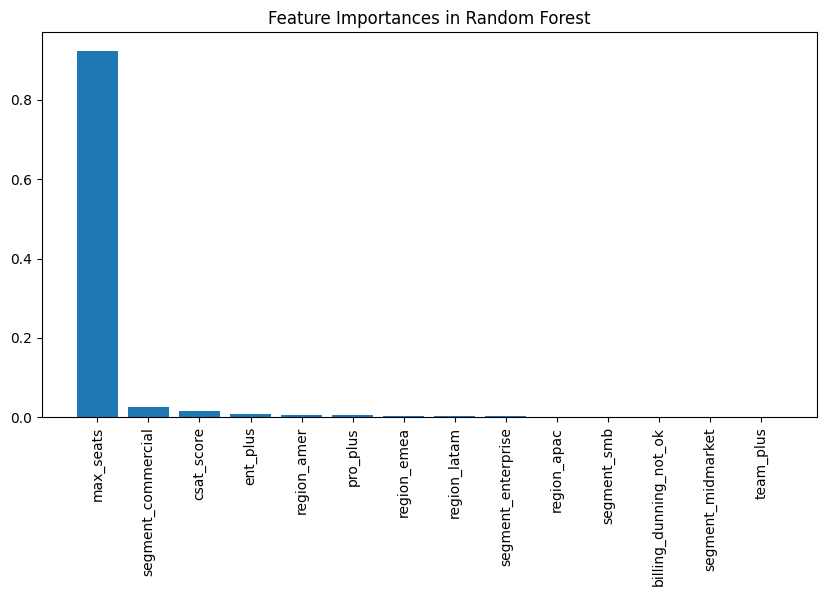 Feature Importances in Random Forest
0.8
0.6
0.4
0.2
0.0
max_seats
segment_commercial
csat_score
ent_plus
region_amer
pro_plus
region_emea
region_latam
segment_enterprise
region_apac
segment_smb
billing_dunning_not_ok
segment_midmarket
team_plus